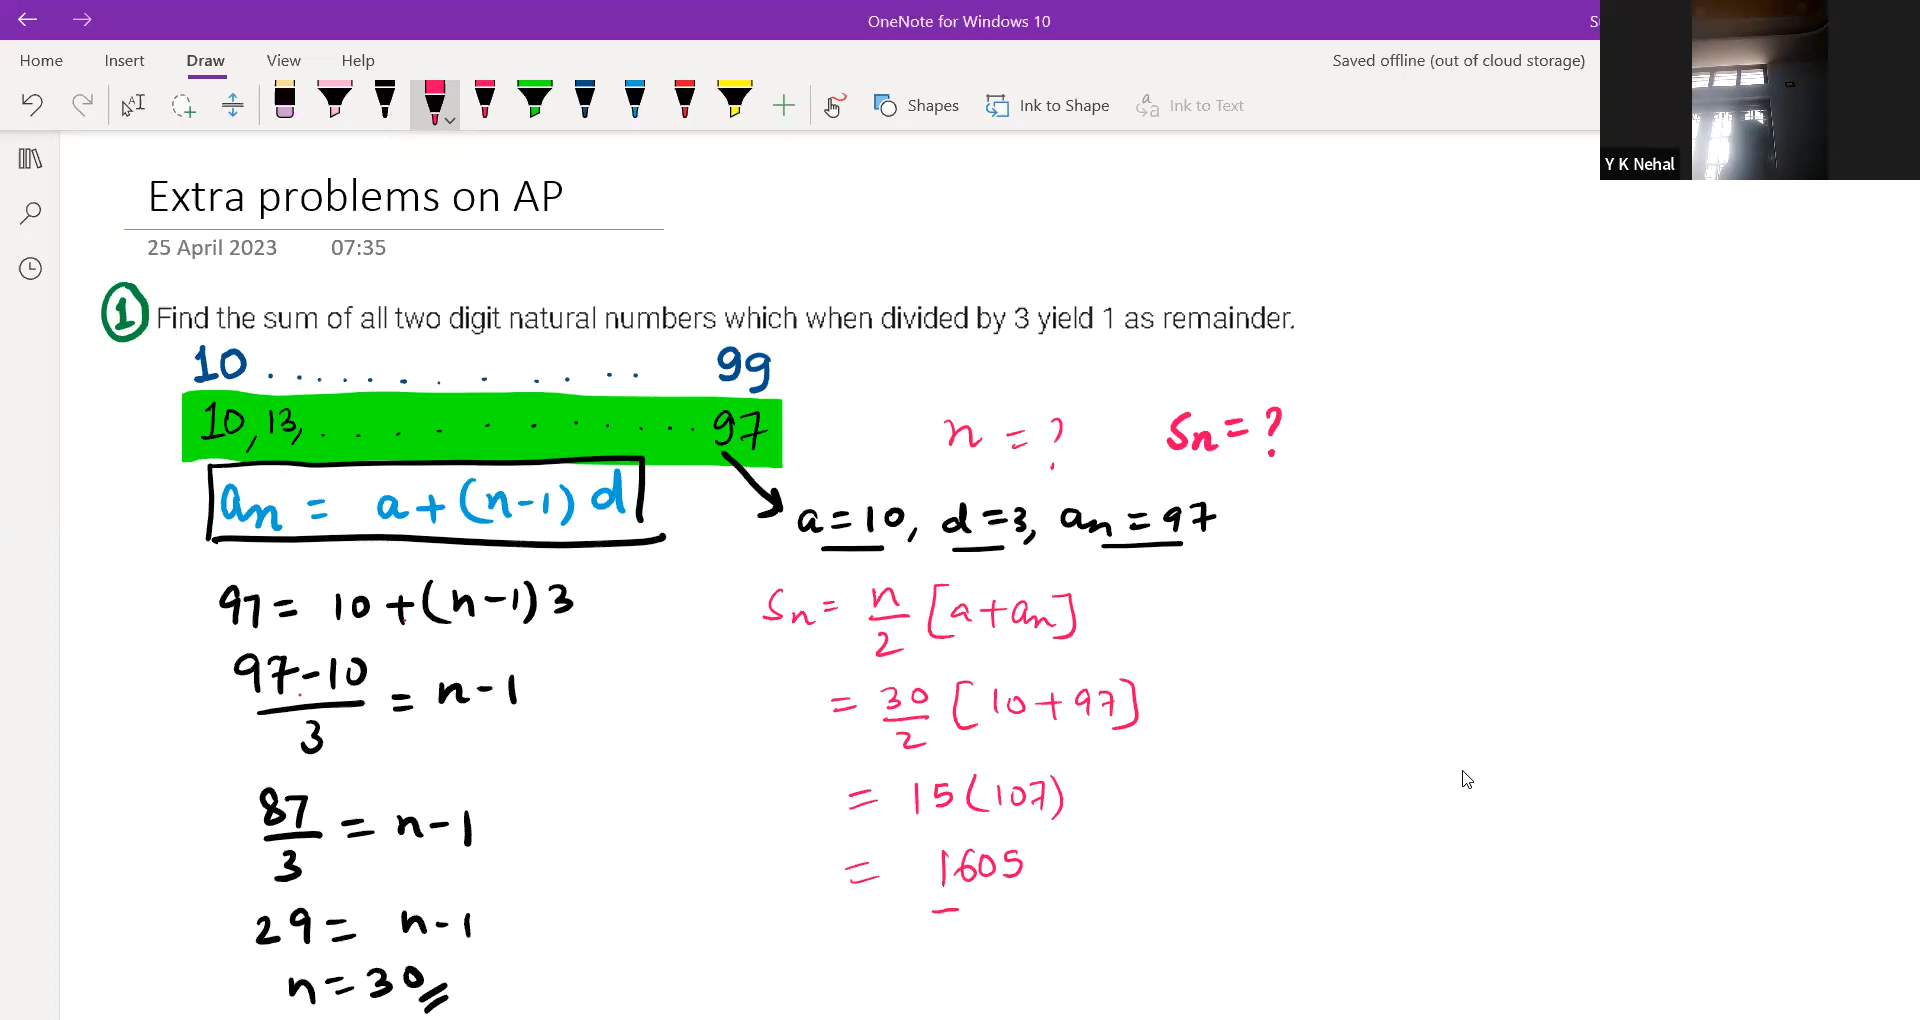 OneNote for Windows 10
Home Insert Draw View Help
Saved offline (out of cloud storage)
Shapes Ink to Shape Ink to Text
Y K Nehal
Extra problems on AP
25 April 2023 07:35
1 Find the sum of all two digit natural numbers which when divided by 3 yield 1 as remainder.
10 . . . . . . . . . . . . 99
10, 13, . . . . . . . . . . . . 97
n = ? Sn = ?
an = a + (n-1) d
a = 10, d = 3, an = 97
97 = 10 + (n-1) 3
97-10/3 = n-1
87/3 = n-1
29 = n-1
n = 30
Sn = n/2 [a + an]
= 30/2 [10 + 97]
= 15 (107)
= 1605